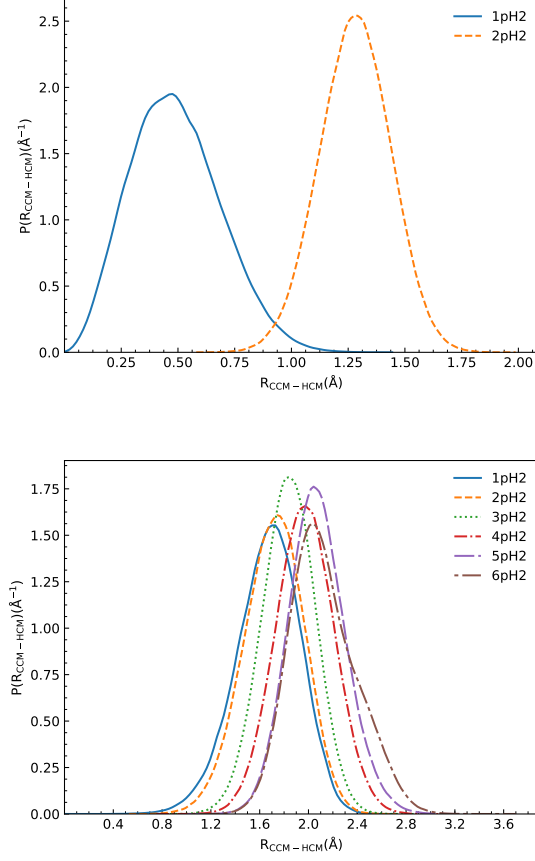 2.5
2.0
1.5
1.0
0.5
0.0
P(R_CCM−HCM)(Å⁻¹)
1pH2
2pH2
0.25 0.50 0.75 1.00 1.25 1.50 1.75 2.00
R_CCM−HCM(Å)
1.75
1.50
1.25
1.00
0.75
0.50
0.25
0.00
P(R_CCM−HCM)(Å⁻¹)
1pH2
2pH2
3pH2
4pH2
5pH2
6pH2
0.4 0.8 1.2 1.6 2.0 2.4 2.8 3.2 3.6
R_CCM−HCM(Å)